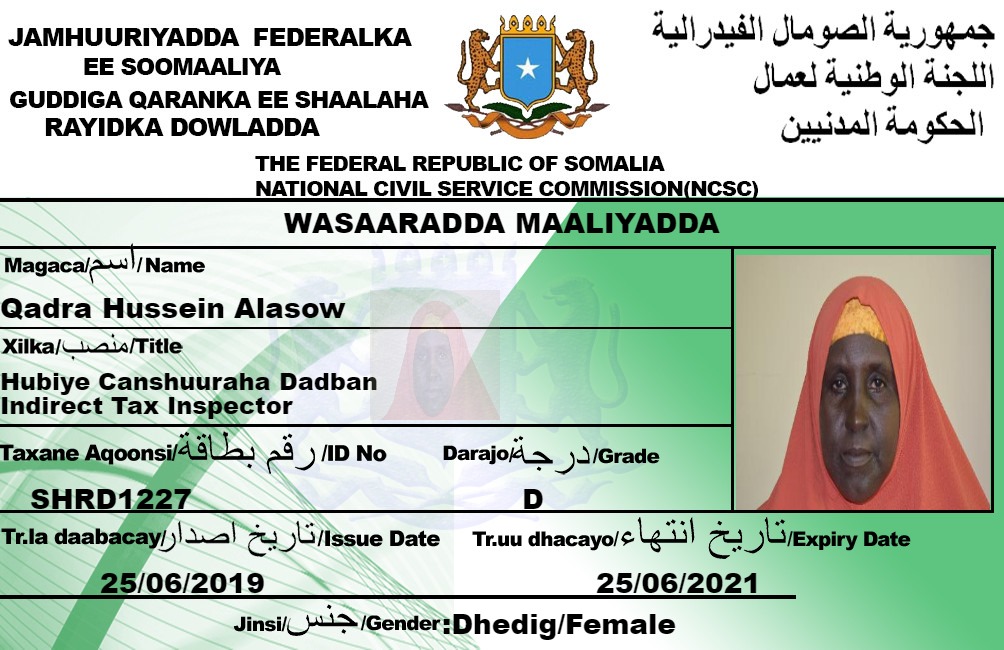 JAMHUURIYADDA FEDERALKA
EE SOOMAALIYA
GUDDIGA QARANKA EE SHAALAHA
RAYIDKA DOWLADDA
جمهورية الصومال الفيدرالية
اللجنة الوطنية لعمال
الحكومة المدنيين
THE FEDERAL REPUBLIC OF SOMALIA
NATIONAL CIVIL SERVICE COMMISSION(NCSC)
WASAARADDA MAALIYADDA
Magaca/اسم/Name
Qadra Hussein Alasow
Xilka/منصب/Title
Hubiye Canshuuraha Dadban
Indirect Tax Inspector
Taxane Aqoonsi/رقم بطاقة/ID No Darajo/درجة/Grade
SHRD1227 D
Tr.la daabacay/تاريخ اصدار/Issue Date Tr.uu dhacayo/تاريخ انتهاء/Expiry Date
25/06/2019 25/06/2021
Jinsi/جنس/Gender:Dhedig/Female